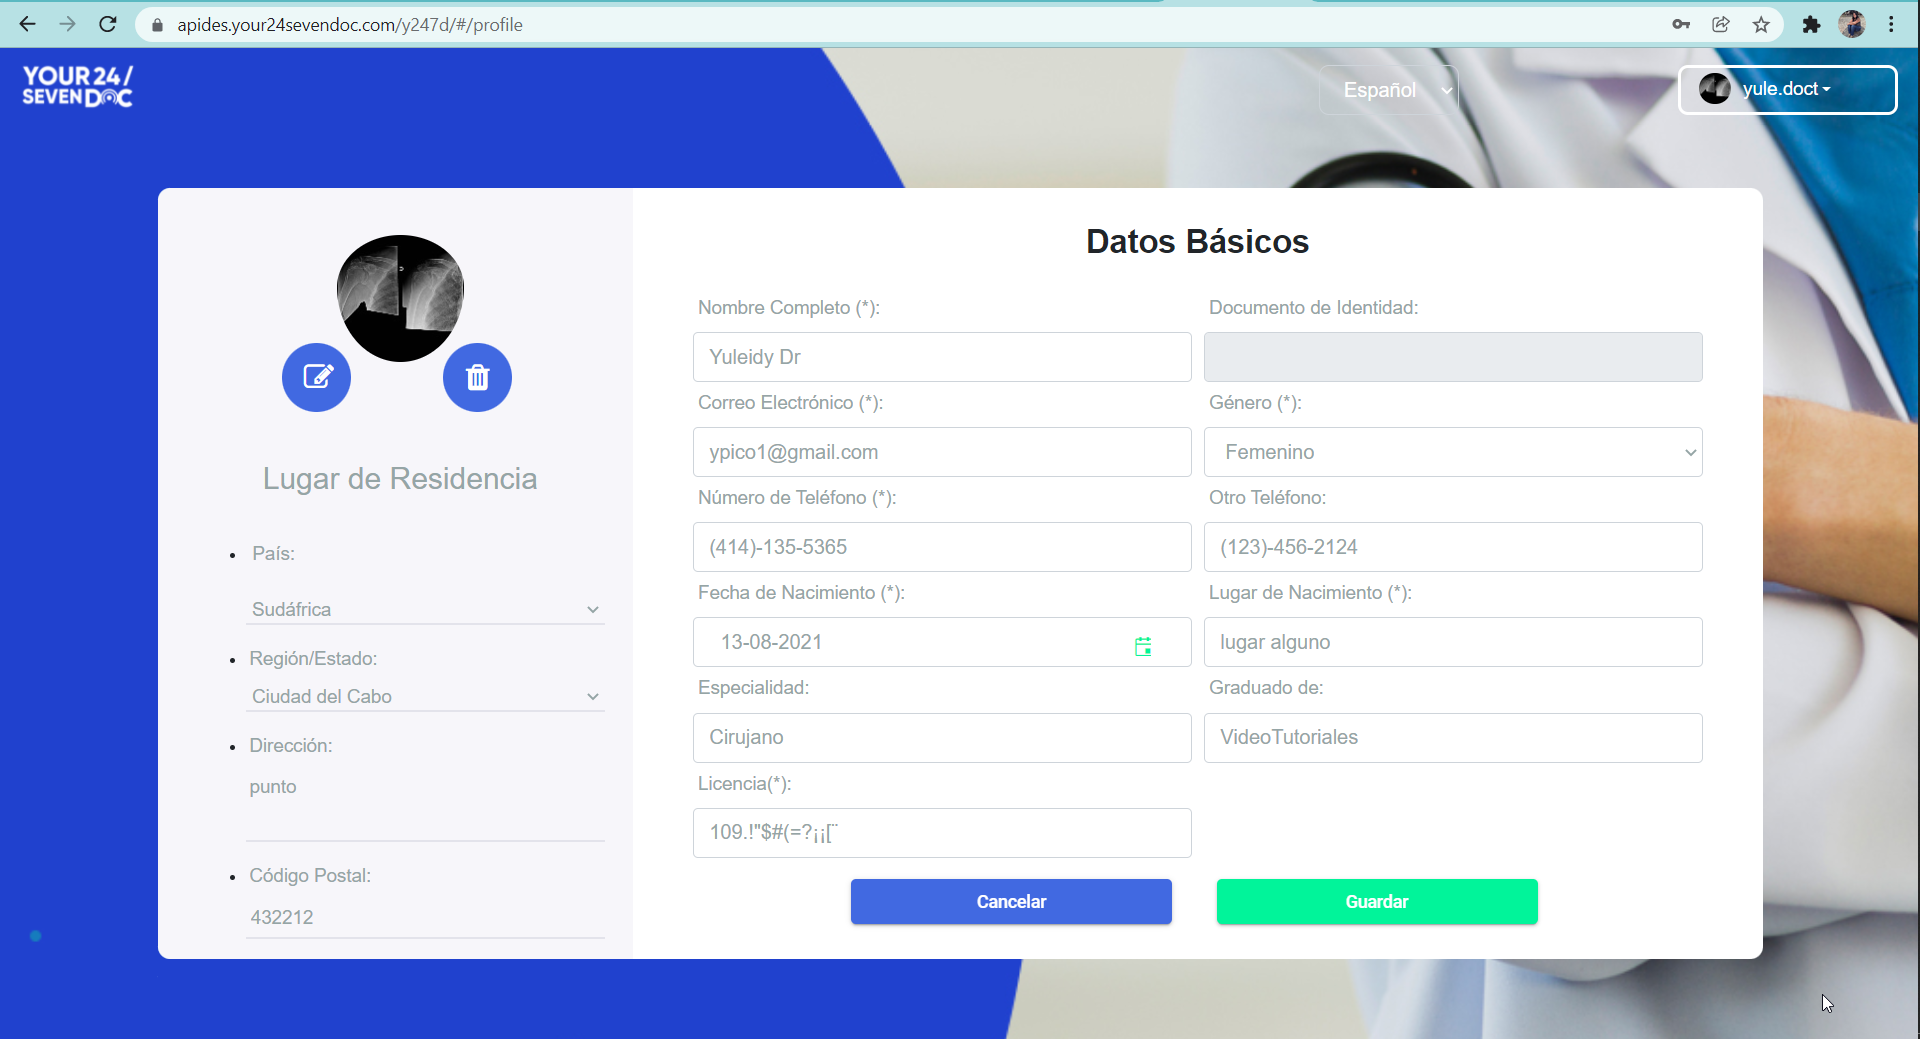 apides.your24sevendoc.com/y247d/#/profile
YOUR 24/
SEVEN DOC
Español
yule.doct
Datos Básicos
Nombre Completo (*):
Documento de Identidad:
Yuleidy Dr
Correo Electrónico (*):
Género (*):
ypico1@gmail.com
Femenino
Número de Teléfono (*):
Otro Teléfono:
(414)-135-5365
(123)-456-2124
Fecha de Nacimiento (*):
Lugar de Nacimiento (*):
13-08-2021
lugar alguno
Especialidad:
Graduado de:
Cirujano
VideoTutoriales
Licencia(*):
109.!"$#(=?¡¡[¨
Cancelar
Guardar
Lugar de Residencia
País:
Sudáfrica
Región/Estado:
Ciudad del Cabo
Dirección:
punto
Código Postal:
432212